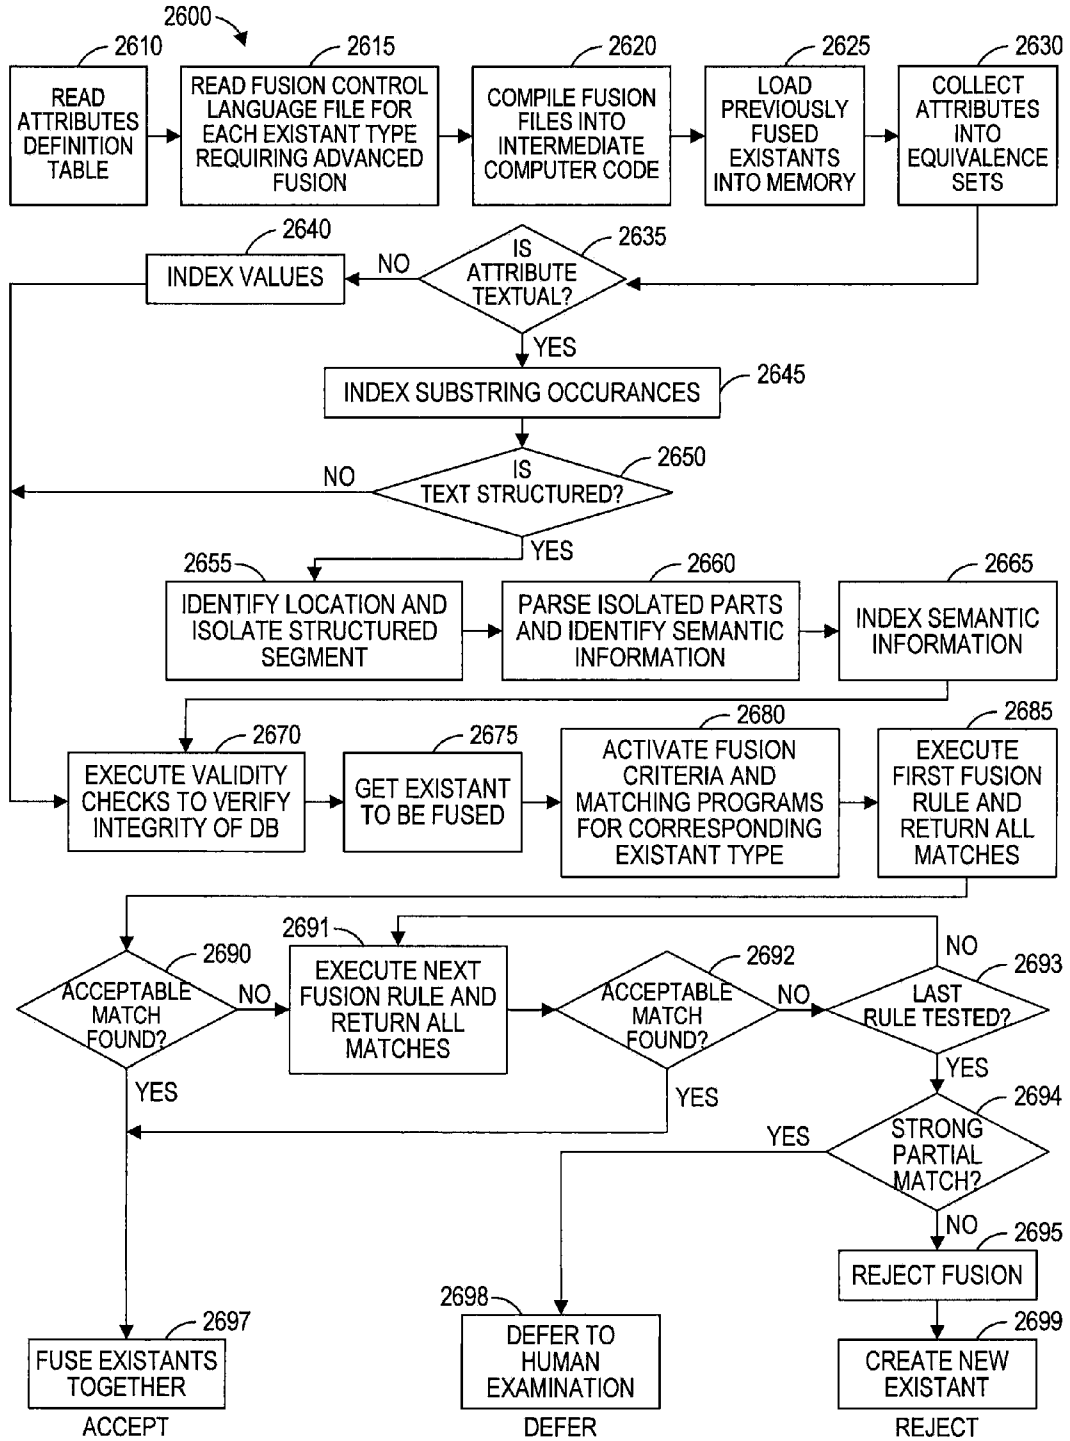 2600
2610
2615
2620
2625
2630
READ
ATTRIBUTES
DEFINITION
TABLE
READ FUSION CONTROL
LANGUAGE FILE FOR
EACH EXISTANT TYPE
REQUIRING ADVANCED
FUSION
COMPILE FUSION
FILES INTO
INTERMEDIATE
COMPUTER CODE
LOAD
PREVIOUSLY
FUSED
EXISTANTS
INTO MEMORY
COLLECT
ATTRIBUTES
INTO
EQUIVALENCE
SETS
2640
INDEX VALUES
NO
2635
IS
ATTRIBUTE
TEXTUAL?
YES
INDEX SUBSTRING OCCURANCES
2645
NO
2650
IS
TEXT STRUCTURED?
YES
2655
2660
2665
IDENTIFY LOCATION AND
ISOLATE STRUCTURED
SEGMENT
PARSE ISOLATED PARTS
AND IDENTIFY SEMANTIC
INFORMATION
INDEX SEMANTIC
INFORMATION
2670
2675
2680
2685
EXECUTE VALIDITY
CHECKS TO VERIFY
INTEGRITY OF DB
GET EXISTANT
TO BE FUSED
ACTIVATE FUSION
CRITERIA AND
MATCHING PROGRAMS
FOR CORRESPONDING
EXISTANT TYPE
EXECUTE
FIRST FUSION
RULE AND
RETURN ALL
MATCHES
2690
ACCEPTABLE
MATCH
FOUND?
NO
YES
2691
EXECUTE NEXT
FUSION RULE AND
RETURN ALL
MATCHES
2692
ACCEPTABLE
MATCH
FOUND?
NO
YES
NO
2693
LAST
RULE TESTED?
YES
2694
STRONG
PARTIAL
MATCH?
YES
NO
2695
REJECT FUSION
2697
FUSE EXISTANTS
TOGETHER
ACCEPT
2698
DEFER TO
HUMAN
EXAMINATION
DEFER
2699
CREATE NEW
EXISTANT
REJECT